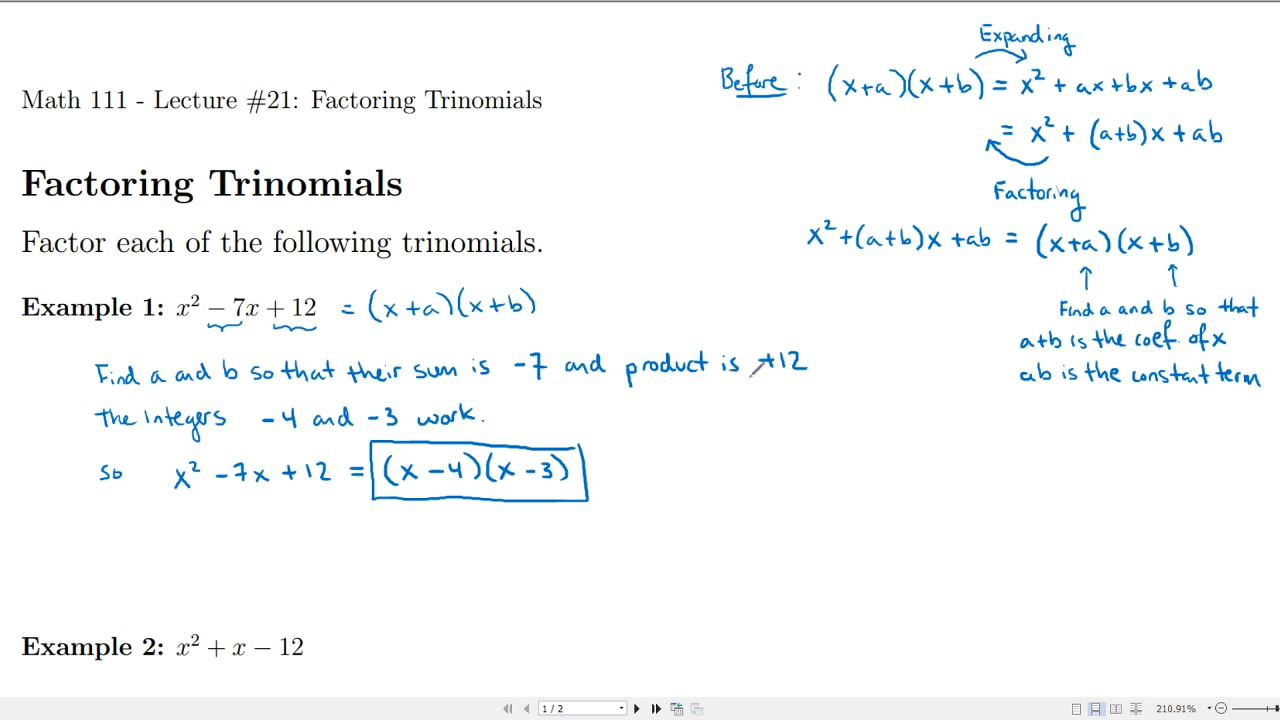 Math 111 - Lecture #21: Factoring Trinomials
Factoring Trinomials
Factor each of the following trinomials.
Example 1: x² − 7x + 12 = (x+a)(x+b)
Find a and b so that their sum is -7 and product is +12
The integers -4 and -3 work.
So x² - 7x + 12 = (x - 4)(x - 3)
Example 2: x² + x − 12
Expanding
Before: (x+a)(x+b) = x² + ax + bx + ab
= x² + (a+b)x + ab
Factoring
x² + (a+b)x + ab = (x+a)(x+b)
Find a and b so that
a+b is the coef. of x
ab is the constant term
1 / 2
210.91%